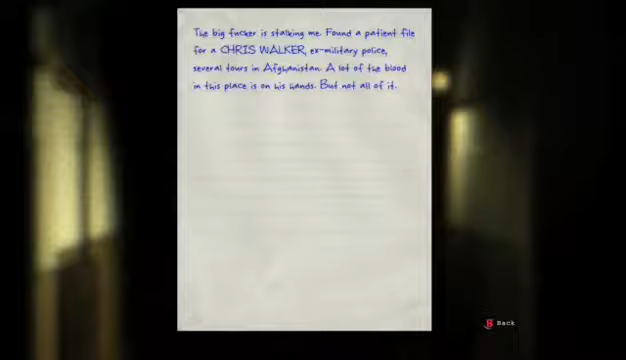 The big fucker is stalking me. Found a patient file
for a CHRIS WALKER, ex-military police,
several tours in Afghanistan. A lot of the blood
in this place is on his hands. But not all of it.
Back